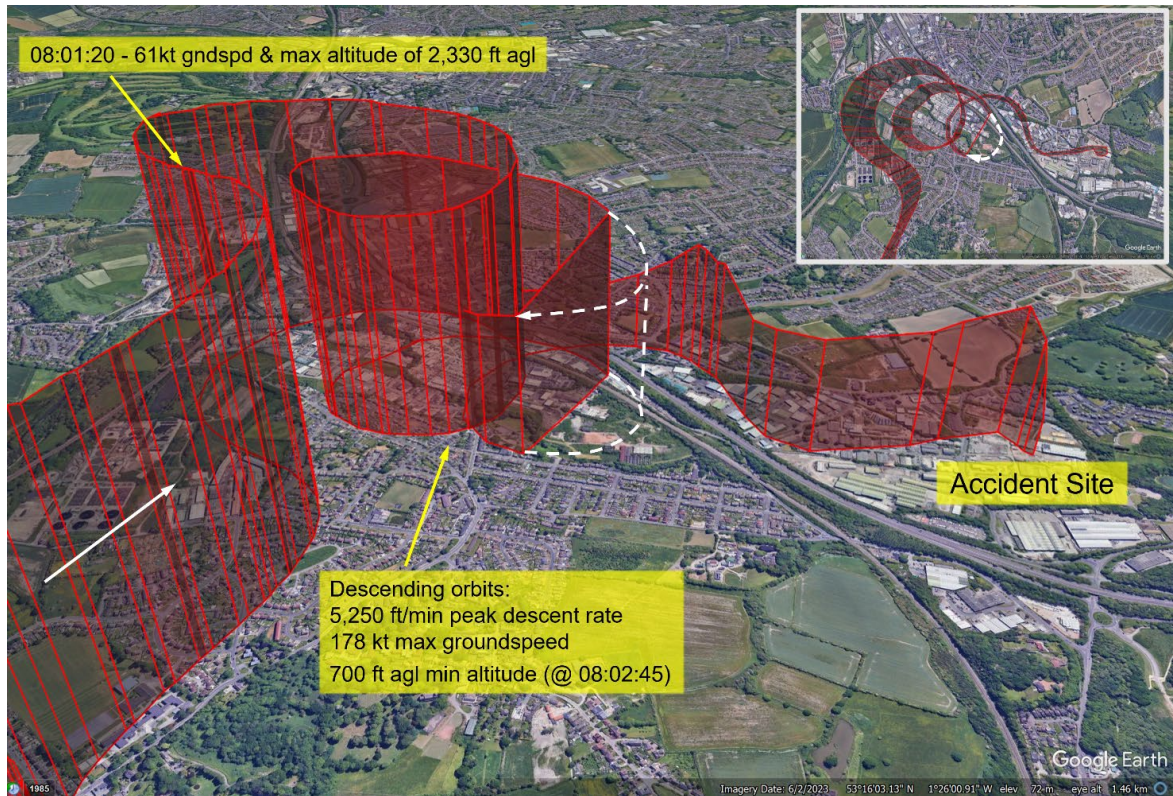 08:01:20 - 61kt gndspd & max altitude of 2,330 ft agl
Google Earth
Accident Site
Descending orbits:
5,250 ft/min peak descent rate
178 kt max groundspeed
700 ft agl min altitude (@ 08:02:45)
Google Earth
1985
Imagery Date: 6/2/2023 53°16'03.13" N 1°26'00.91" W elev 72 m eye alt 1.46 km